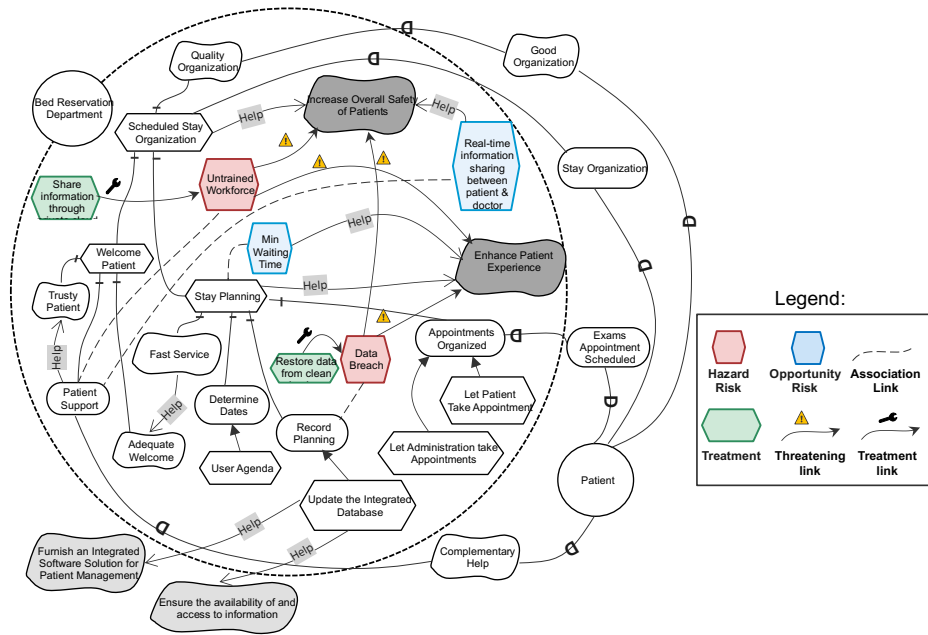 Quality
Organization
Good
Organization
Bed Reservation
Department
Increase Overall Safety
of Patients
Help
Help
Scheduled Stay
Organization
Real-time
information
sharing
between
patient &
doctor
Stay Organization
Share
information
through
Untrained
Workforce
Help
Min
Waiting
Time
Welcome
Patient
Enhance Patient
Experience
Help
Trusty
Patient
Stay Planning
Legend:
Fast Service
Appointments
Organized
Exams
Appointment
Scheduled
Help
Restore data
from clean
Data
Breach
Hazard
Risk
Opportunity
Risk
Association
Link
Patient
Support
Help
Determine
Dates
Let Patient
Take Appointment
Record
Planning
Adequate
Welcome
User Agenda
Let Administration take
Appointments
Treatment
Threatening
link
Treatment
link
Patient
Update the Integrated
Database
Help
Furnish an Integrated
Software Solution for
Patient Management
Help
Complementary
Help
Ensure the availability of and
access to information
D
D
D
D
D
D
D
D